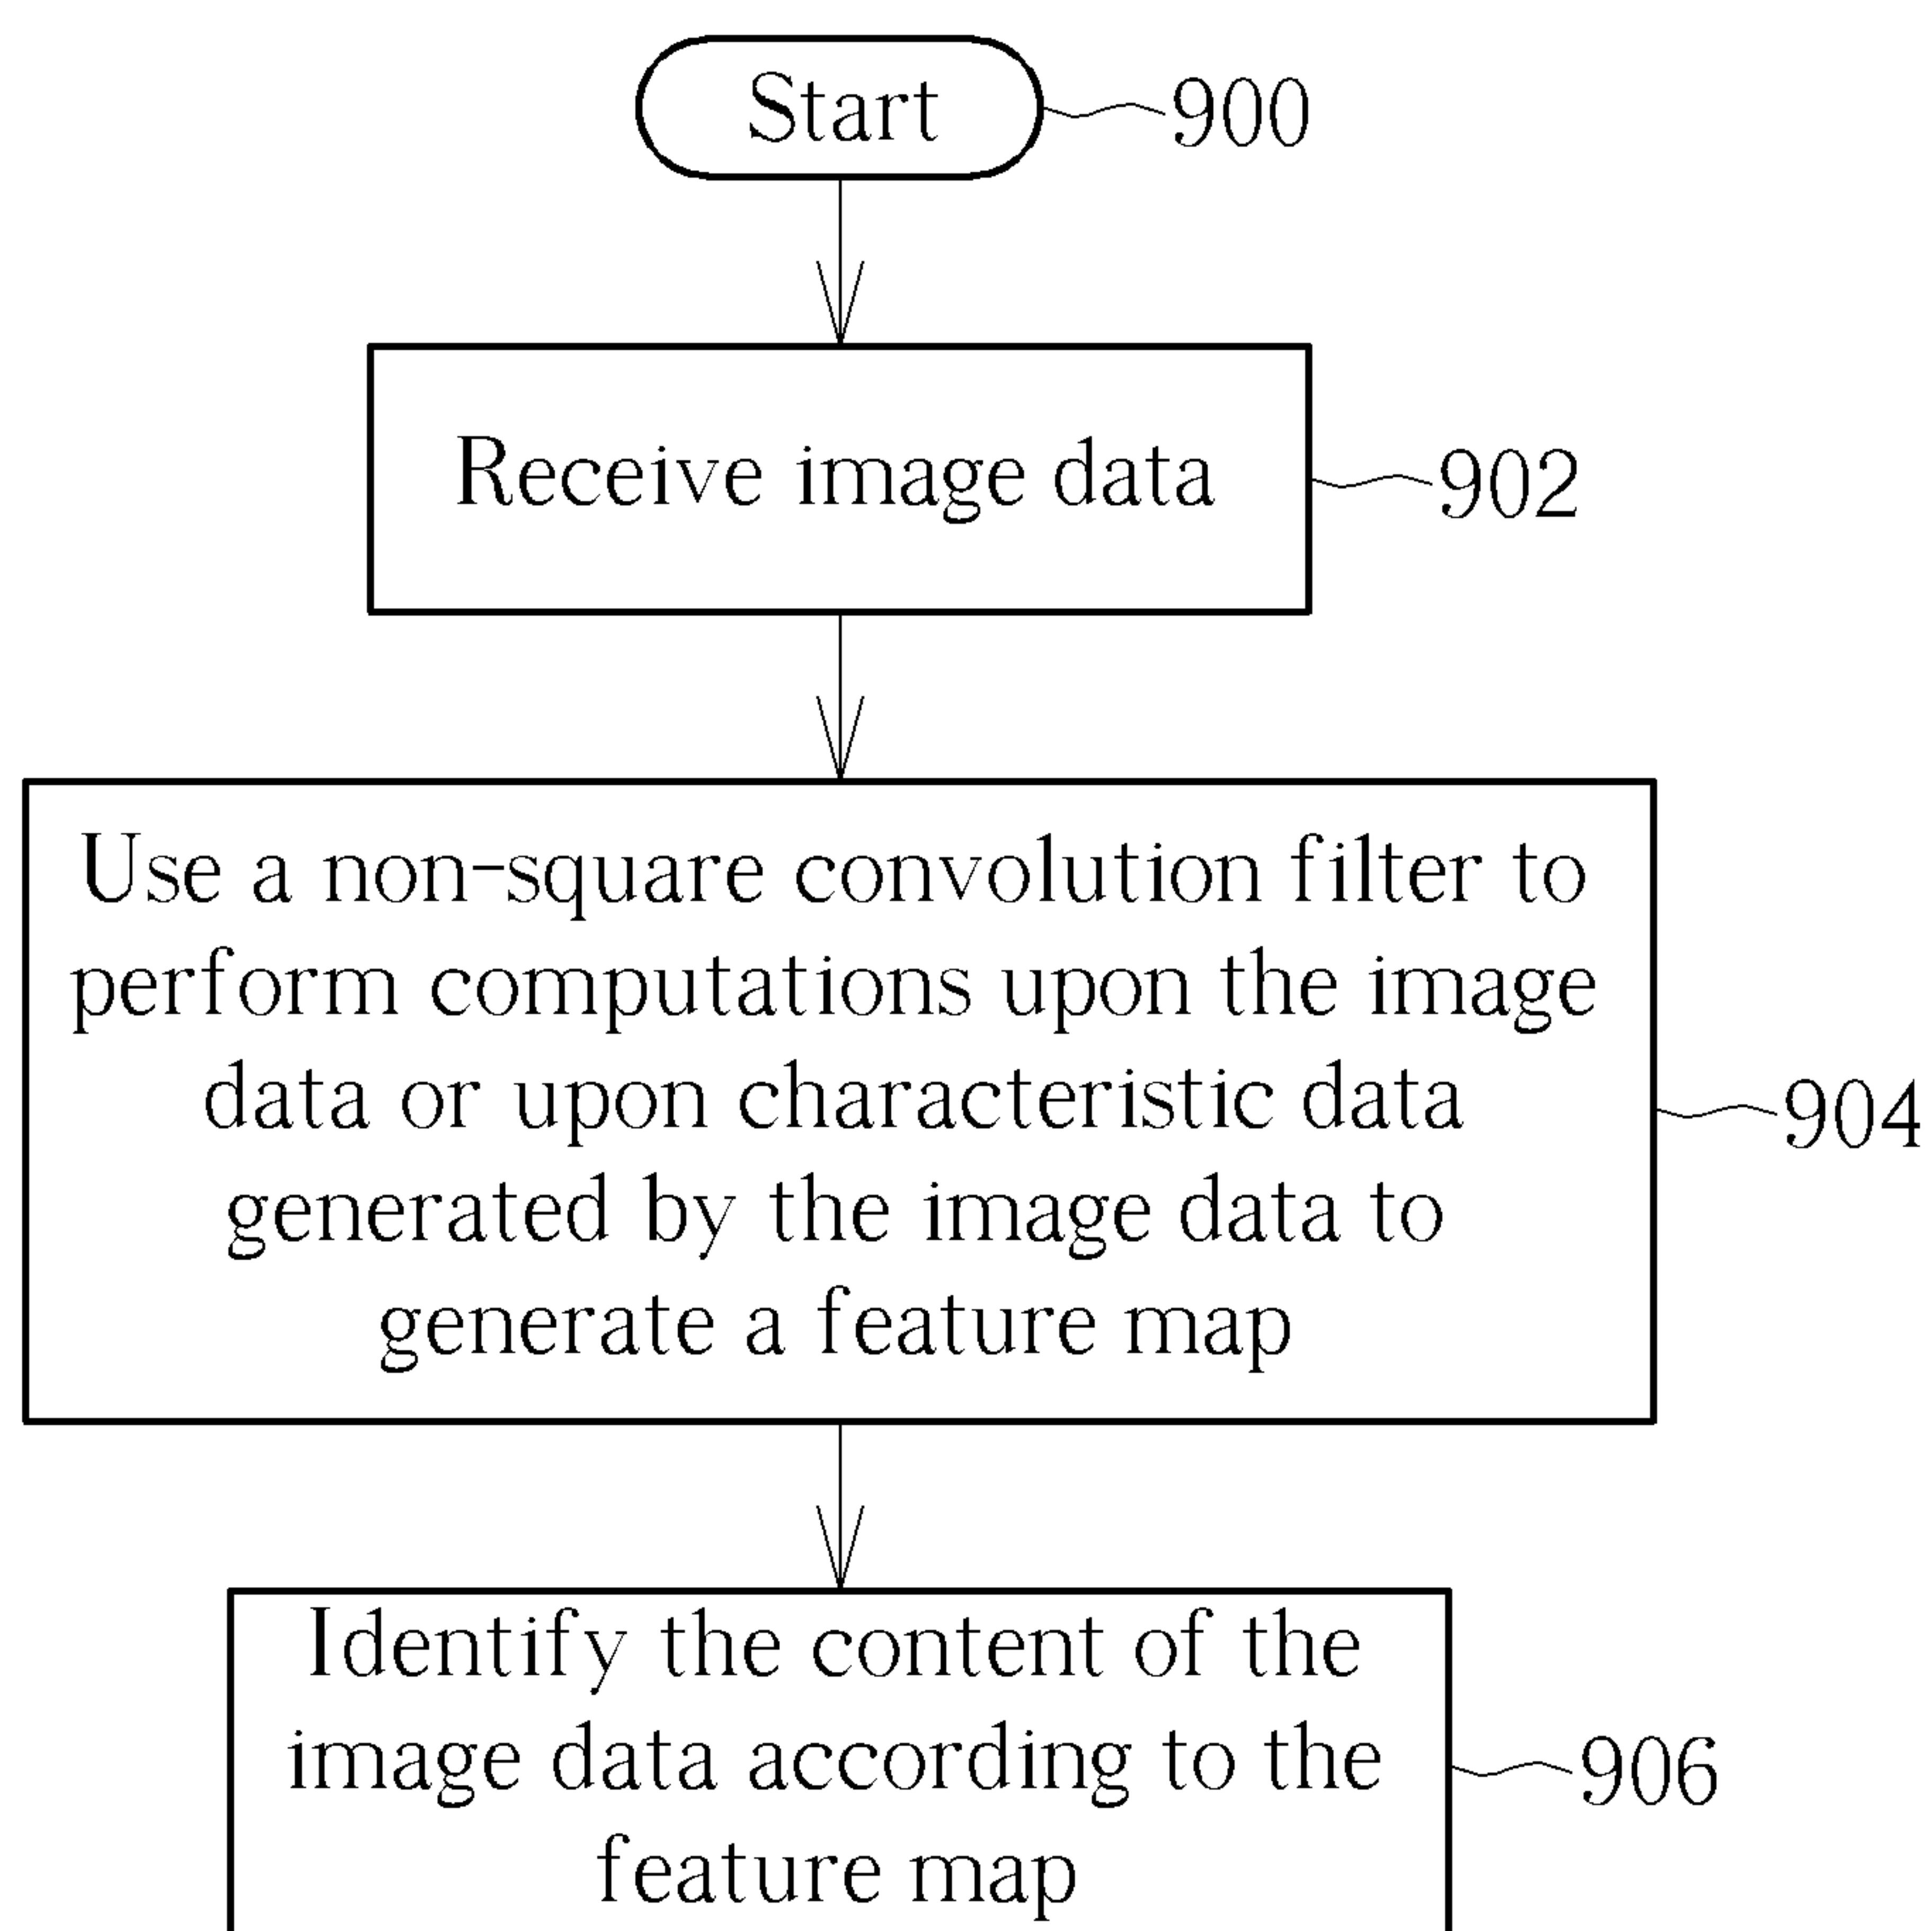 Start
900
Receive image data
902
Use a non-square convolution filter to
perform computations upon the image
data or upon characteristic data
generated by the image data to
generate a feature map
904
Identify the content of the
image data according to the
feature map
906